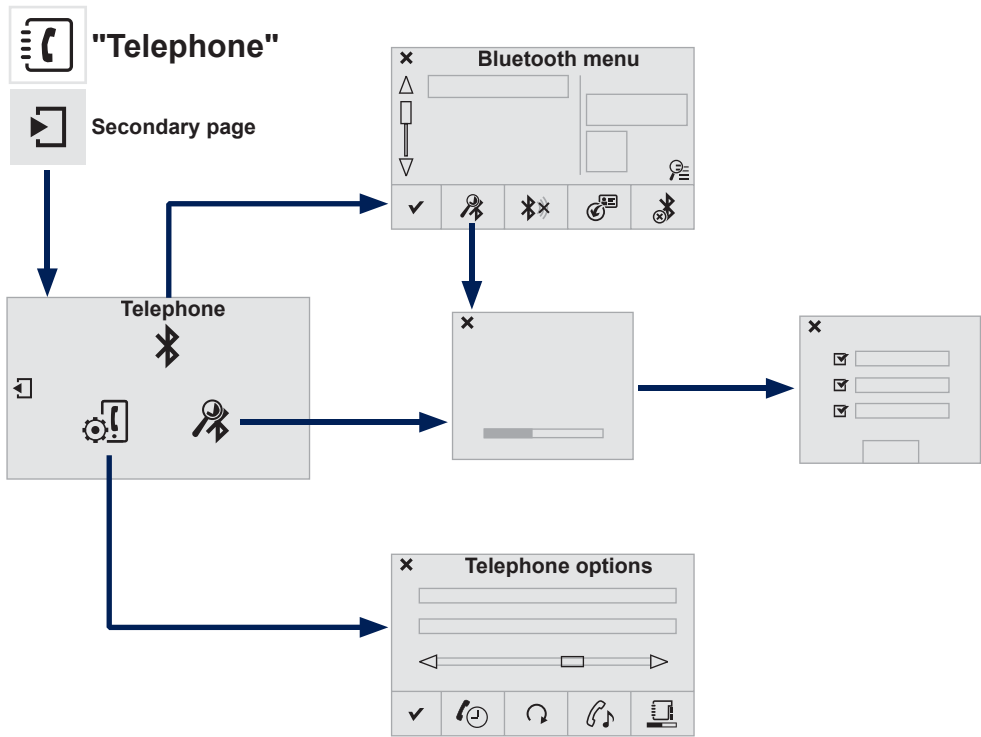 "Telephone"
Secondary page
Bluetooth menu
Telephone
Telephone options